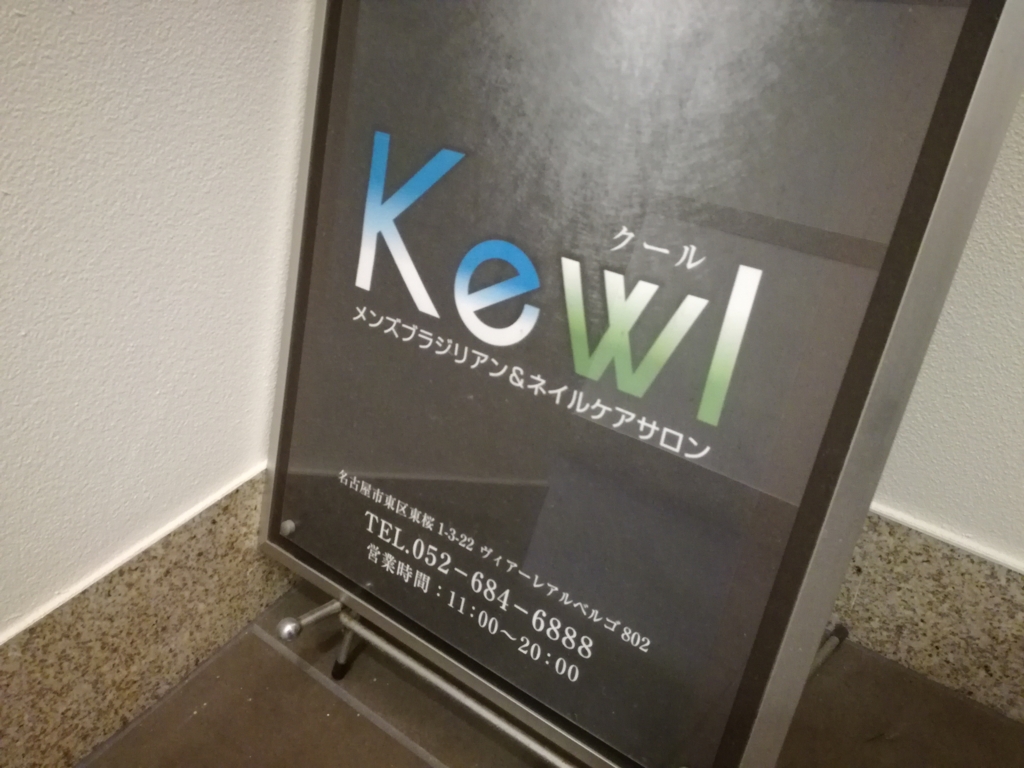 クール
Kewl
メンズブラジリアン&ネイルケアサロン
名古屋市東区東桜 1-3-22 ヴィアーレアルベルゴ 802
TEL.052-684-6888
営業時間:11:00~20:00